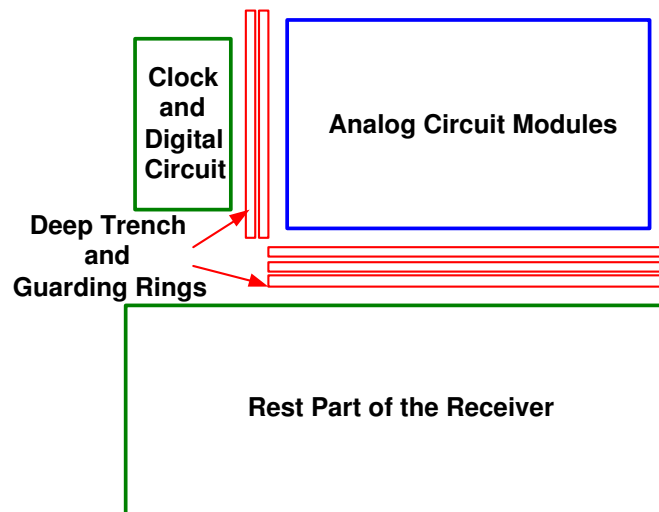 Clock
and
Digital
Circuit
Analog Circuit Modules
Deep Trench
and
Guarding Rings
Rest Part of the Receiver